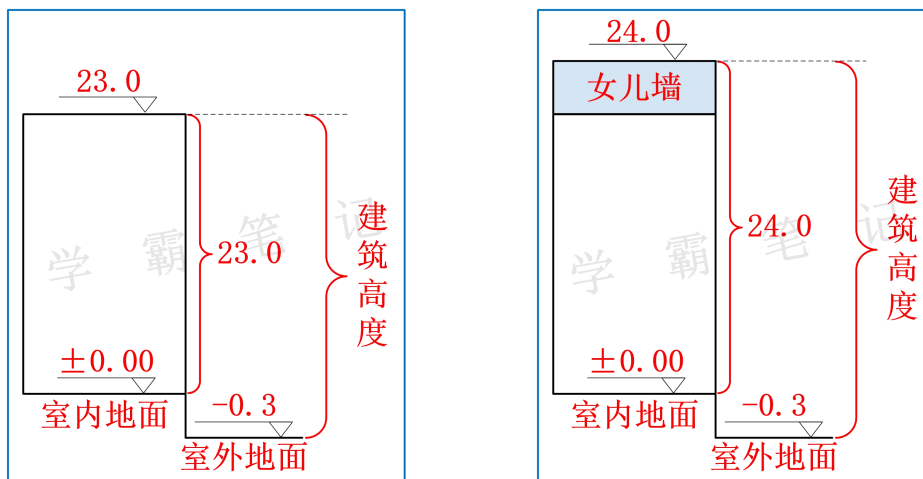 23.0
学霸笔记
23.0
建筑高度
±0.00
室内地面
-0.3
室外地面
24.0
女儿墙
学霸笔记
24.0
建筑高度
±0.00
室内地面
-0.3
室外地面